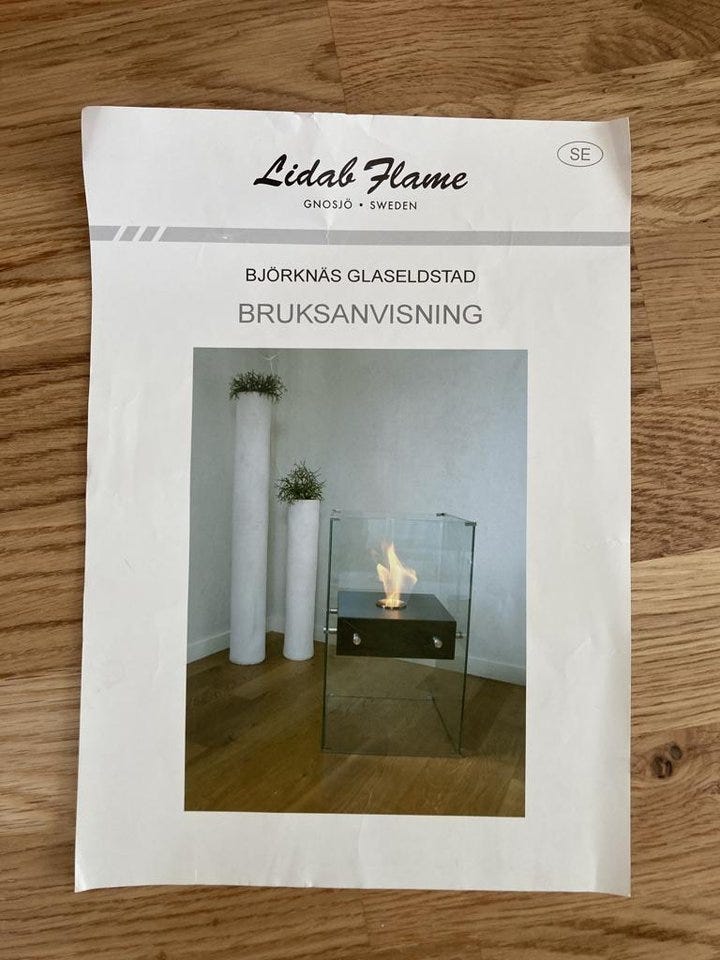 SE
Lidab Flame
GNOSJÖ • SWEDEN
BJÖRKNÄS GLASELDSTAD
BRUKSANVISNING